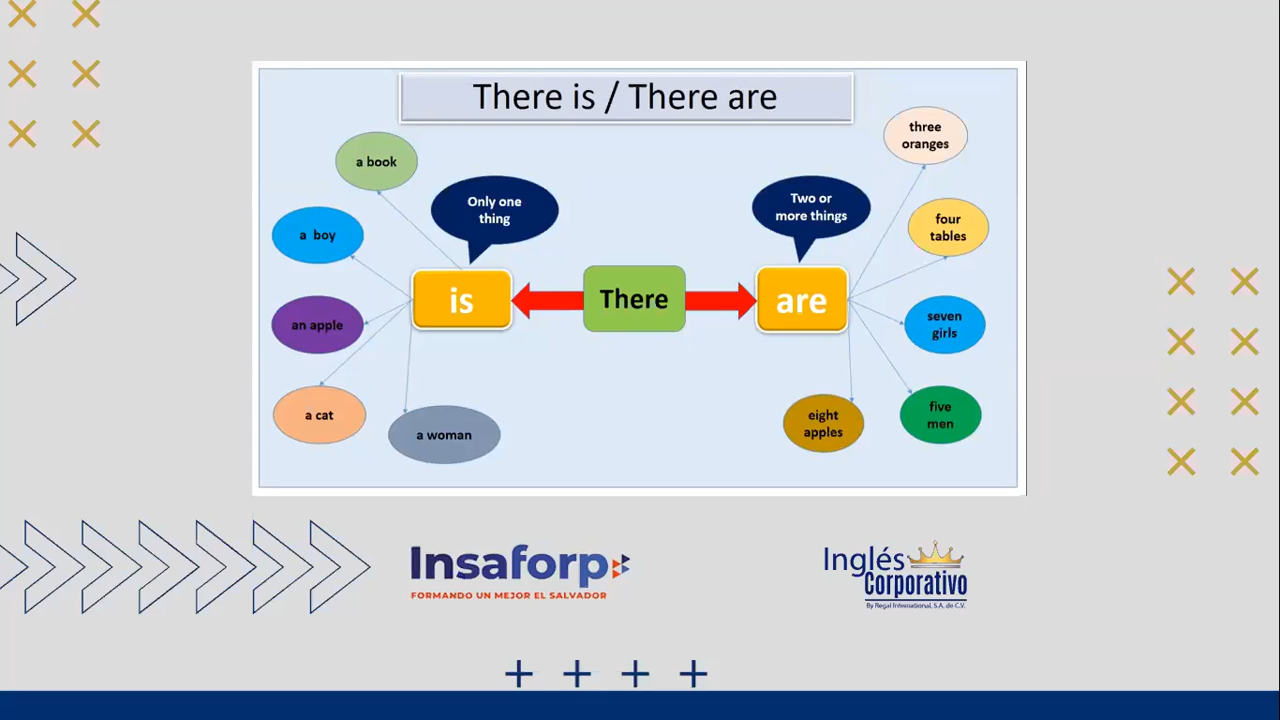 There is / There are
a book
a boy
an apple
a cat
a woman
Only one
thing
is
There
are
Two or
more things
three
oranges
four
tables
seven
girls
five
men
eight
apples
Insaforp
FORMANDO UN MEJOR EL SALVADOR
Inglés
Corporativo
By Regal International, S.A. de C.V.